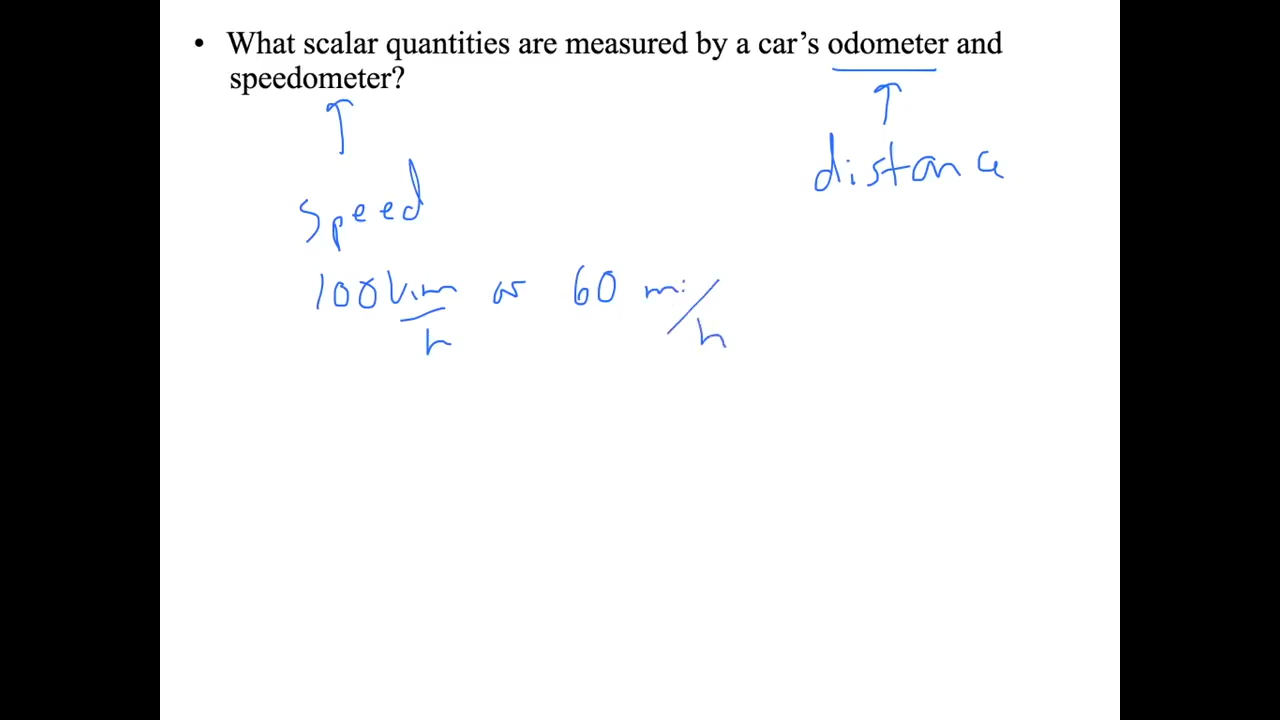 • What scalar quantities are measured by a car’s odometer and
speedometer?
distance
speed
100 km/h or 60 mi/h